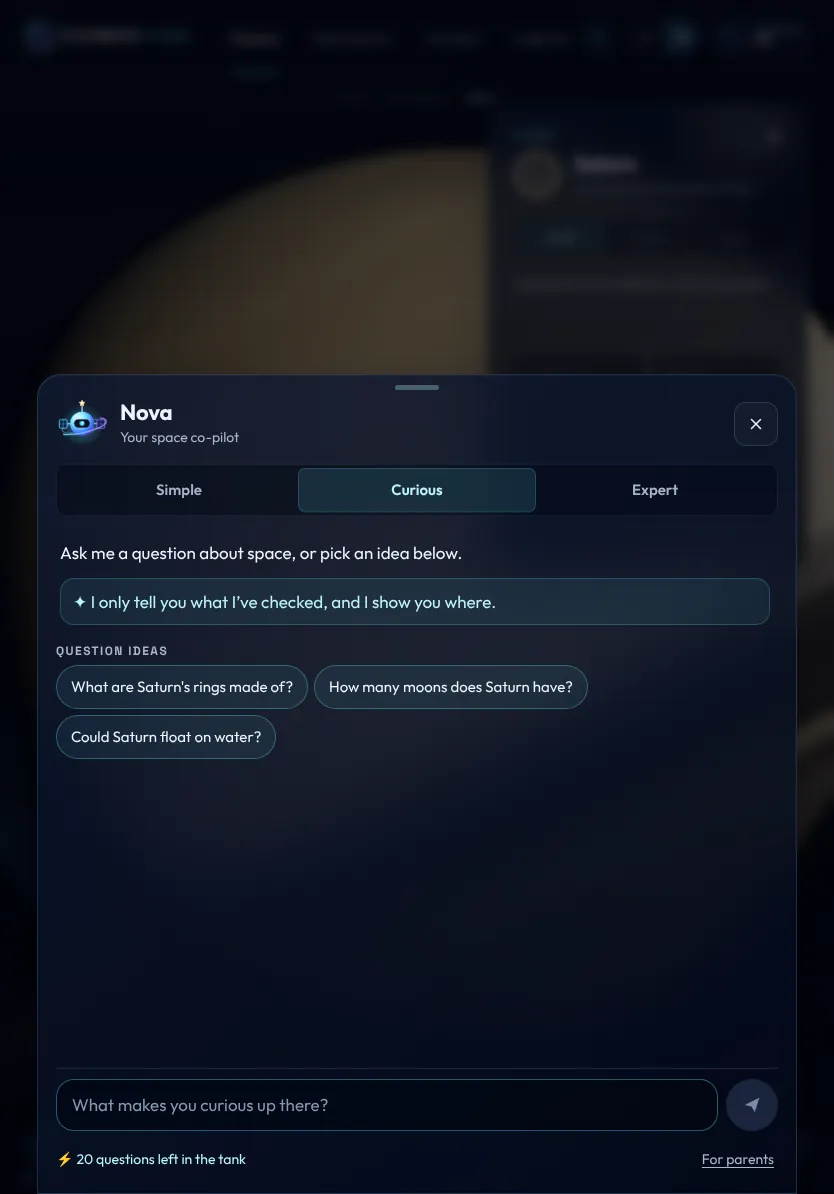 Nova
Your space co-pilot
Simple
Curious
Expert
Ask me a question about space, or pick an idea below.
✦ I only tell you what I’ve checked, and I show you where.
QUESTION IDEAS
What are Saturn's rings made of?
How many moons does Saturn have?
Could Saturn float on water?
What makes you curious up there?
⚡ 20 questions left in the tank
For parents